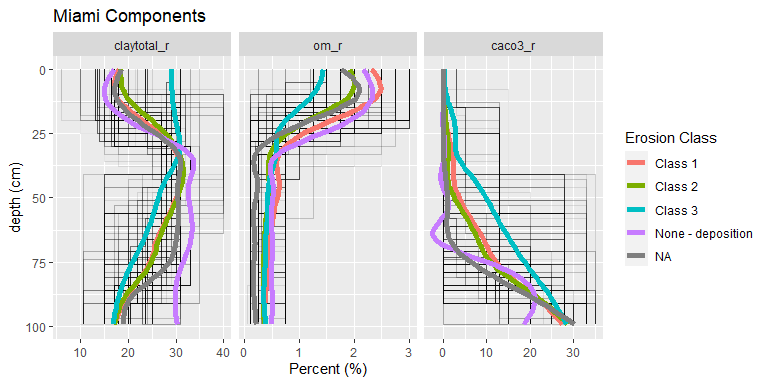 Miami Components
claytotal_r om_r caco3_r
0
25
50
75
100
depth (cm)
10 20 30 40 0 1 2 3 0 10 20 30
Percent (%)
Erosion Class
Class 1
Class 2
Class 3
None - deposition
NA